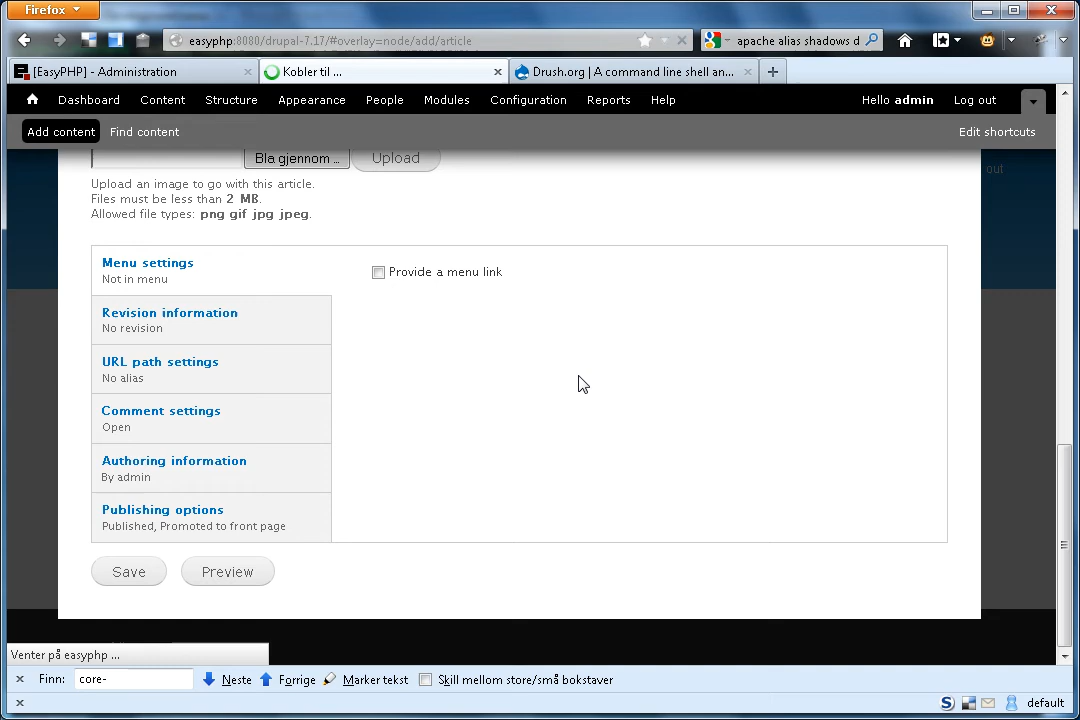 Firefox
easyphp:8080/drupal-7.17/#overlay=node/add/article
apache alias shadows d
[EasyPHP] - Administration
Kobler til ...
Drush.org | A command line shell an...
Dashboard Content Structure Appearance People Modules Configuration Reports Help
Hello admin Log out
Add content Find content
Edit shortcuts
out
Bla gjennom ... Upload
Upload an image to go with this article.
Files must be less than 2 MB.
Allowed file types: png gif jpg jpeg.
Menu settings
Not in menu
Provide a menu link
Revision information
No revision
URL path settings
No alias
Comment settings
Open
Authoring information
By admin
Publishing options
Published, Promoted to front page
Save Preview
Venter på easyphp ...
Finn: core- Neste Forrige Marker tekst Skill mellom store/små bokstaver
default